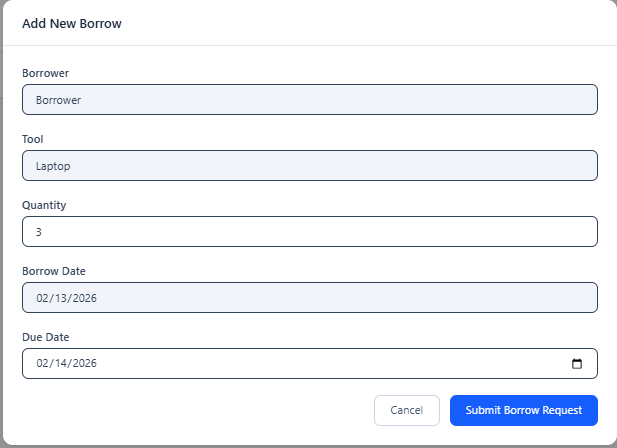 Add New Borrow
Borrower
Borrower
Tool
Laptop
Quantity
3
Borrow Date
02/13/2026
Due Date
02/14/2026
Cancel
Submit Borrow Request